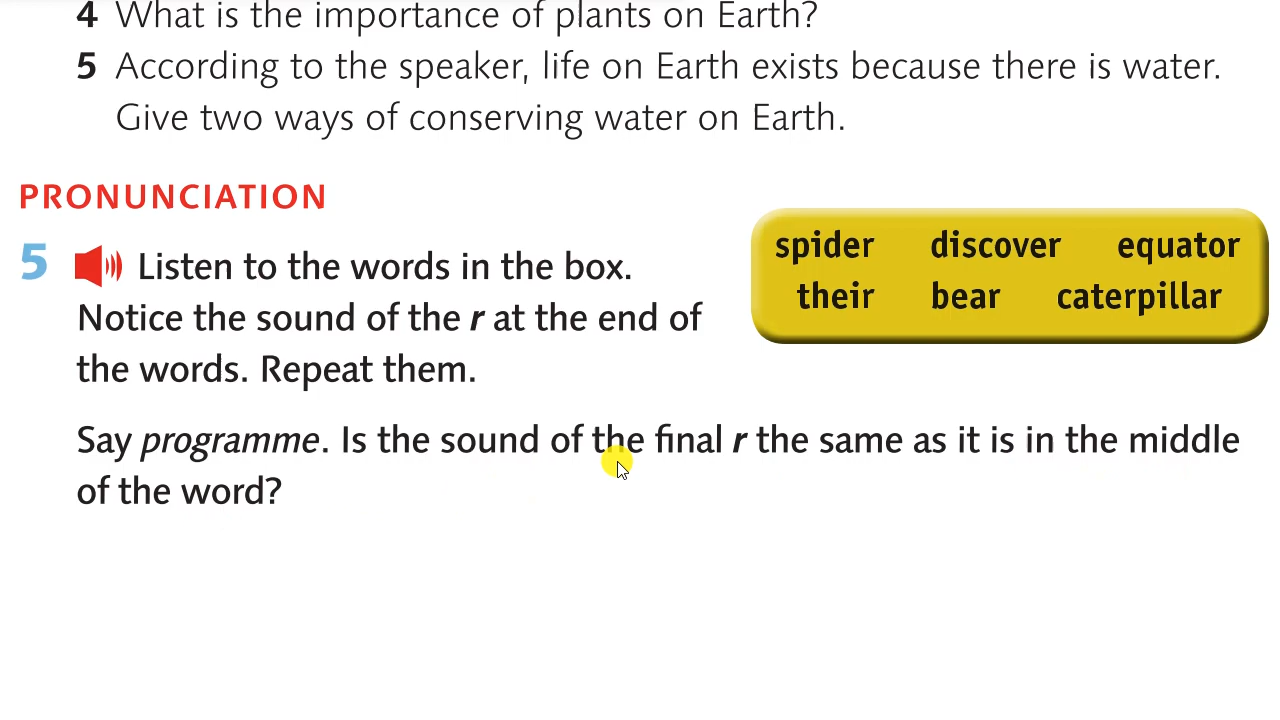 4 What is the importance of plants on Earth?
5 According to the speaker, life on Earth exists because there is water.
Give two ways of conserving water on Earth.
PRONUNCIATION
5 Listen to the words in the box.
Notice the sound of the r at the end of
the words. Repeat them.
spider discover equator
their bear caterpillar
Say programme. Is the sound of the final r the same as it is in the middle
of the word?